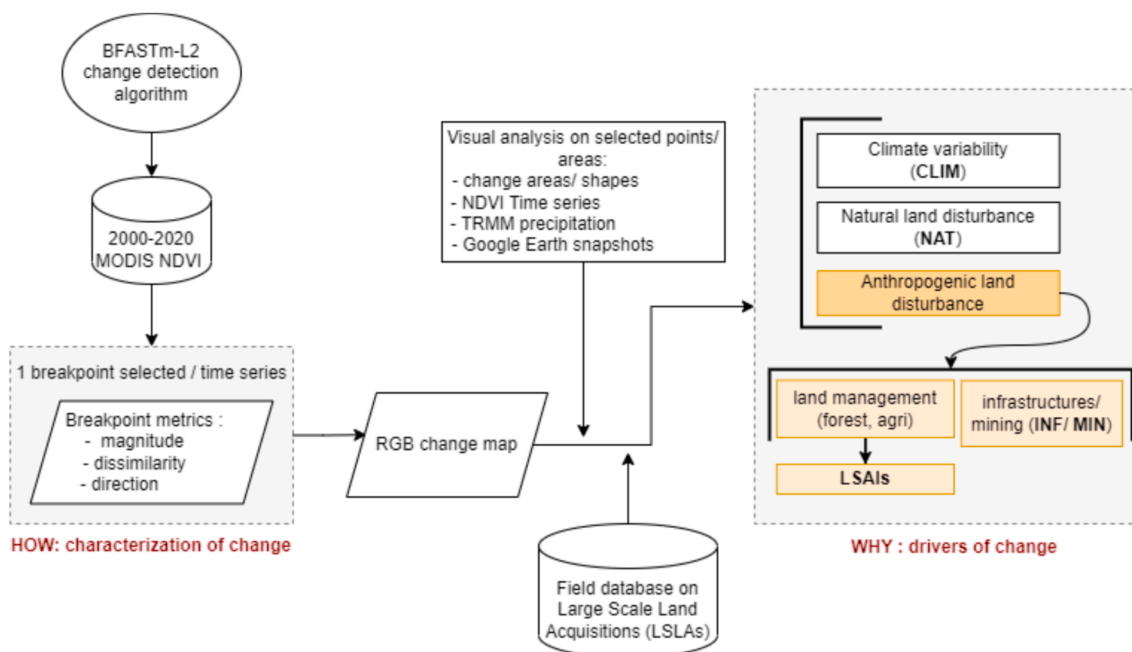 BFASTm-L2
change detection
algorithm
2000-2020
MODIS NDVI
1 breakpoint selected / time series
Breakpoint metrics :
- magnitude
- dissimilarity
- direction
HOW: characterization of change
RGB change map
Visual analysis on selected points/
areas:
- change areas/ shapes
- NDVI Time series
- TRMM precipitation
- Google Earth snapshots
Field database on
Large Scale Land
Acquisitions (LSLAs)
Climate variability
(CLIM)
Natural land disturbance
(NAT)
Anthropogenic land
disturbance
land management
(forest, agri)
infrastructures/
mining (INF/ MIN)
LSAIs
WHY : drivers of change